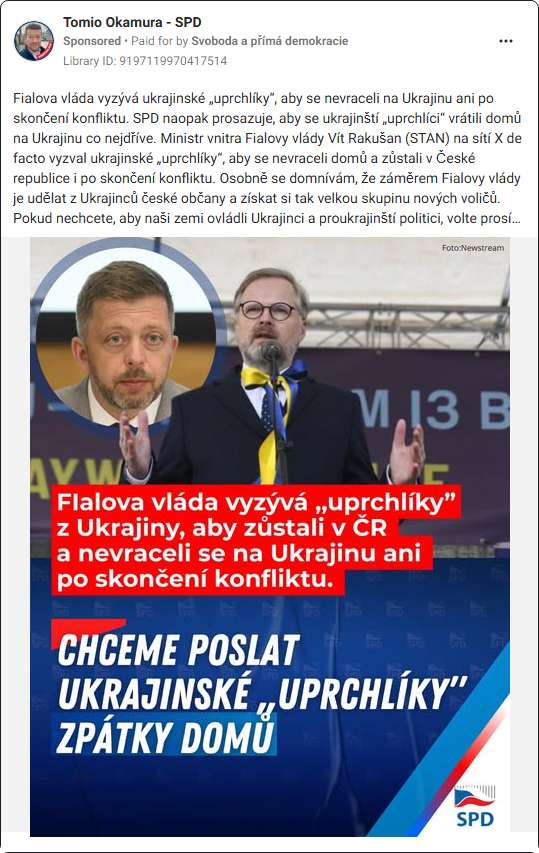 Tomio Okamura - SPD
Sponsored • Paid for by Svoboda a přímá demokracie
Library ID: 9197119970417514
Fialova vláda vyzývá ukrajinské „uprchlíky“, aby se nevraceli na Ukrajinu ani po
skončení konfliktu. SPD naopak prosazuje, aby se ukrajinští „uprchlíci“ vrátili domů
na Ukrajinu co nejdříve. Ministr vnitra Fialovy vlády Vít Rakušan (STAN) na sítí X de
facto vyzval ukrajinské „uprchlíky“, aby se nevraceli domů a zůstali v České
republice i po skončení konfliktu. Osobně se domnívám, že záměrem Fialovy vlády
je udělat z Ukrajinců české občany a získat si tak velkou skupinu nových voličů.
Pokud nechcete, aby naši zemi ovládli Ukrajinci a proukrajinští politici, volte prosí...
Foto:Newstream
М ІЗ В
AYW
FIalova vláda vyzývá „uprchlíky”
z Ukrajiny, aby zůstali v ČR
a nevraceli se na Ukrajinu ani
po skončení konfliktu.
CHCEME POSLAT
UKRAJINSKÉ „UPRCHLÍKY”
ZPÁTKY DOMŮ
SPD